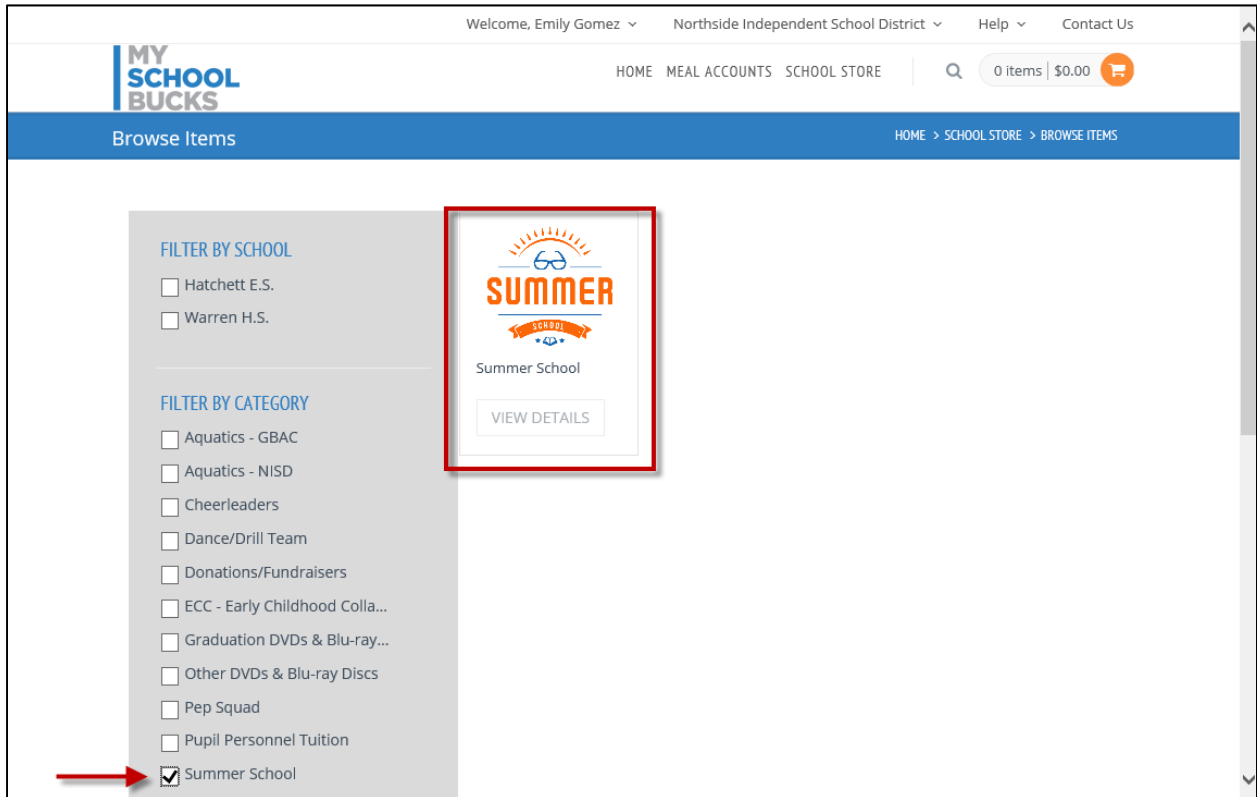 Welcome, Emily Gomez Northside Independent School District Help Contact Us
MY
SCHOOL
BUCKS
HOME MEAL ACCOUNTS SCHOOL STORE 0 items $0.00
Browse Items HOME > SCHOOL STORE > BROWSE ITEMS
FILTER BY SCHOOL
Hatchett E.S.
Warren H.S.
FILTER BY CATEGORY
Aquatics - GBAC
Aquatics - NISD
Cheerleaders
Dance/Drill Team
Donations/Fundraisers
ECC - Early Childhood Colla...
Graduation DVDs & Blu-ray...
Other DVDs & Blu-ray Discs
Pep Squad
Pupil Personnel Tuition
Summer School
SUMMER
SCHOOL
Summer School
VIEW DETAILS